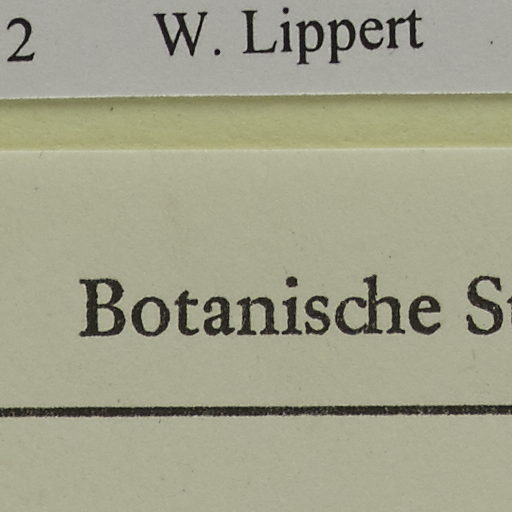 2 W. Lippert
Botanische